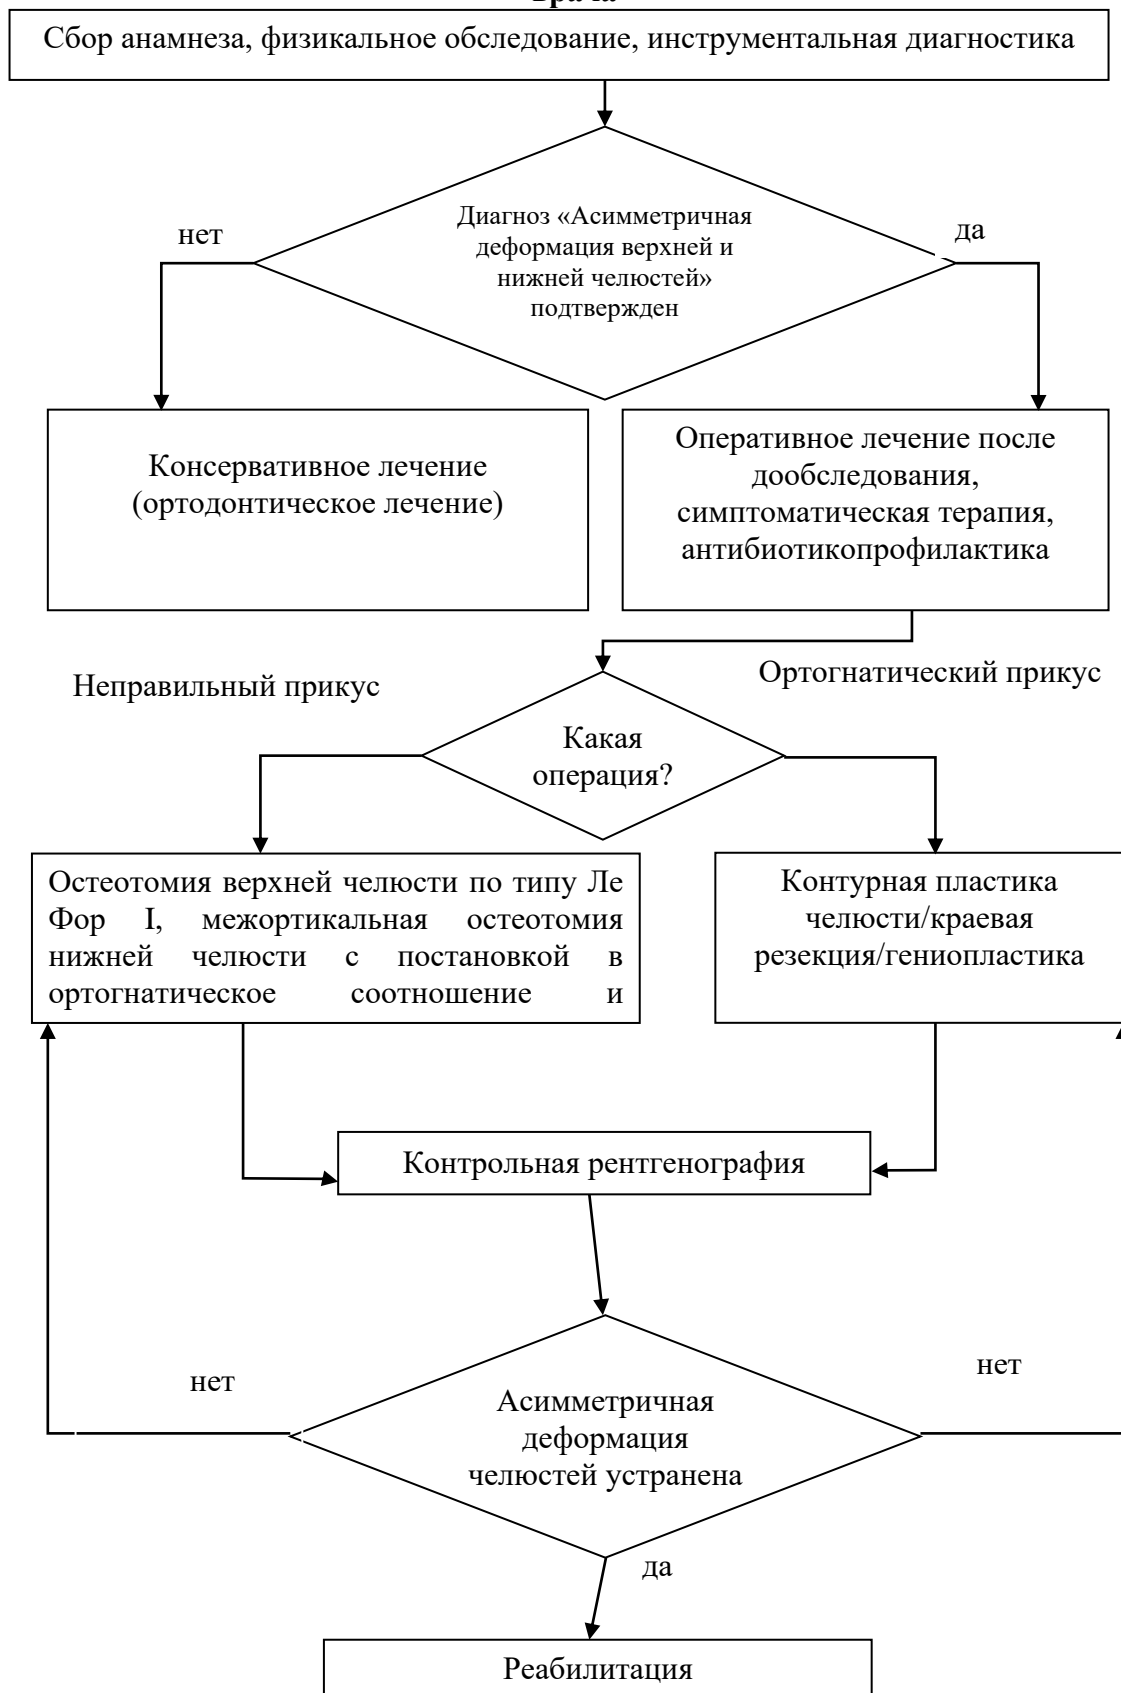 Сбор анамнеза, физикальное обследование, инструментальная диагностика
нет
да
Диагноз «Асимметричная
деформация верхней и
нижней челюстей»
подтвержден
Консервативное лечение
(ортодонтическое лечение)
Оперативное лечение после
дообследования,
симптоматическая терапия,
антибиотикопрофилактика
Неправильный прикус
Ортогнатический прикус
Какая
операция?
Остеотомия верхней челюсти по типу Ле
Фор I, межортикальная остеотомия
нижней челюсти с постановкой в
ортогнатическое соотношение и
Контурная пластика
челюсти/краевая
резекция/гениопластика
Контрольная рентгенография
нет
нет
Асимметричная
деформация
челюстей устранена
да
Реабилитация